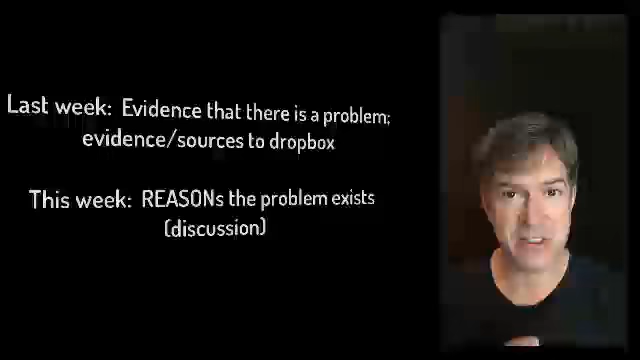 Last week: Evidence that there is a problem;
evidence/sources to dropbox
This week: REASONs the problem exists
(discussion)